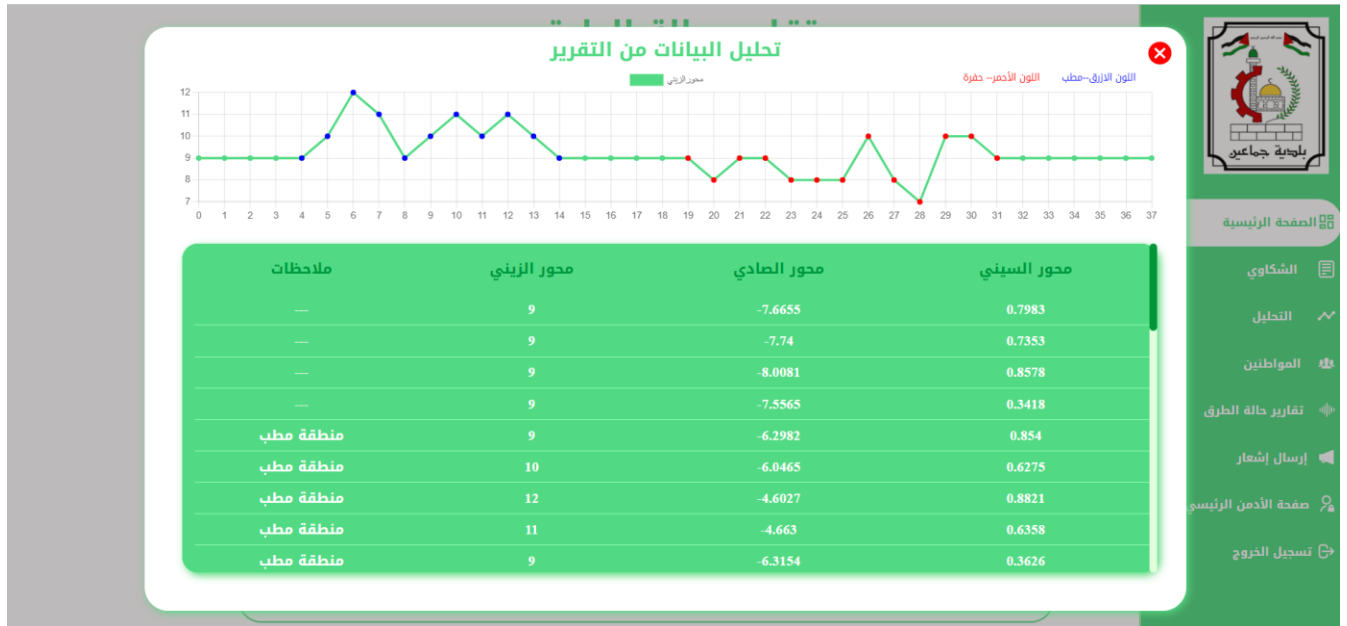 تحليل البيانات من التقرير
اللون الازرق--مطب اللون الأحمر-- حفرة
محور الزيني
12
11
10
9
8
7
0 1 2 3 4 5 6 7 8 9 10 11 12 13 14 15 16 17 18 19 20 21 22 23 24 25 26 27 28 29 30 31 32 33 34 35 36 37
محور السيني محور الصادي محور الزيني ملاحظات
0.7983 -7.6655 9 ---
0.7353 -7.74 9 ---
0.8578 -8.0081 9 ---
0.3418 -7.5565 9 ---
0.854 -6.2982 9 منطقة مطب
0.6275 -6.0465 10 منطقة مطب
0.8821 -4.6027 12 منطقة مطب
0.6358 -4.663 11 منطقة مطب
0.3626 -6.3154 9 منطقة مطب
بلدية جماعين
الصفحة الرئيسية
الشكاوي
التحليل
المواطنين
تقارير حالة الطرق
إرسال إشعار
صفحة الأدمن الرئيسي
تسجيل الخروج